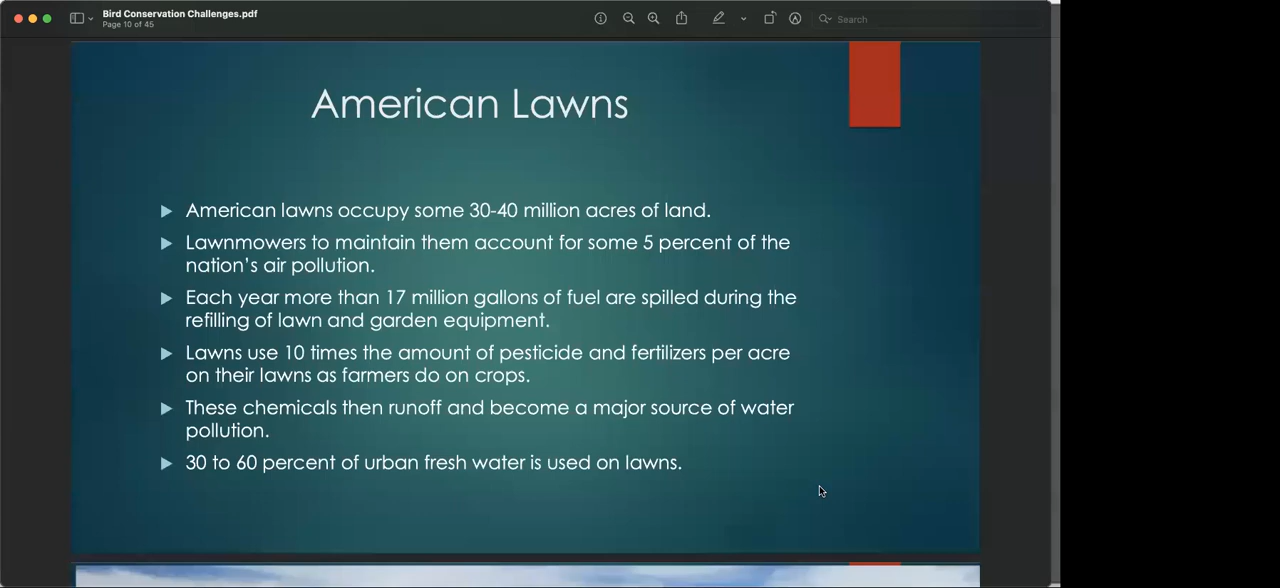 Bird Conservation Challenges.pdf
Page 10 of 45
Search
American Lawns
American lawns occupy some 30-40 million acres of land.
Lawnmowers to maintain them account for some 5 percent of the
nation's air pollution.
Each year more than 17 million gallons of fuel are spilled during the
refilling of lawn and garden equipment.
Lawns use 10 times the amount of pesticide and fertilizers per acre
on their lawns as farmers do on crops.
These chemicals then runoff and become a major source of water
pollution.
30 to 60 percent of urban fresh water is used on lawns.